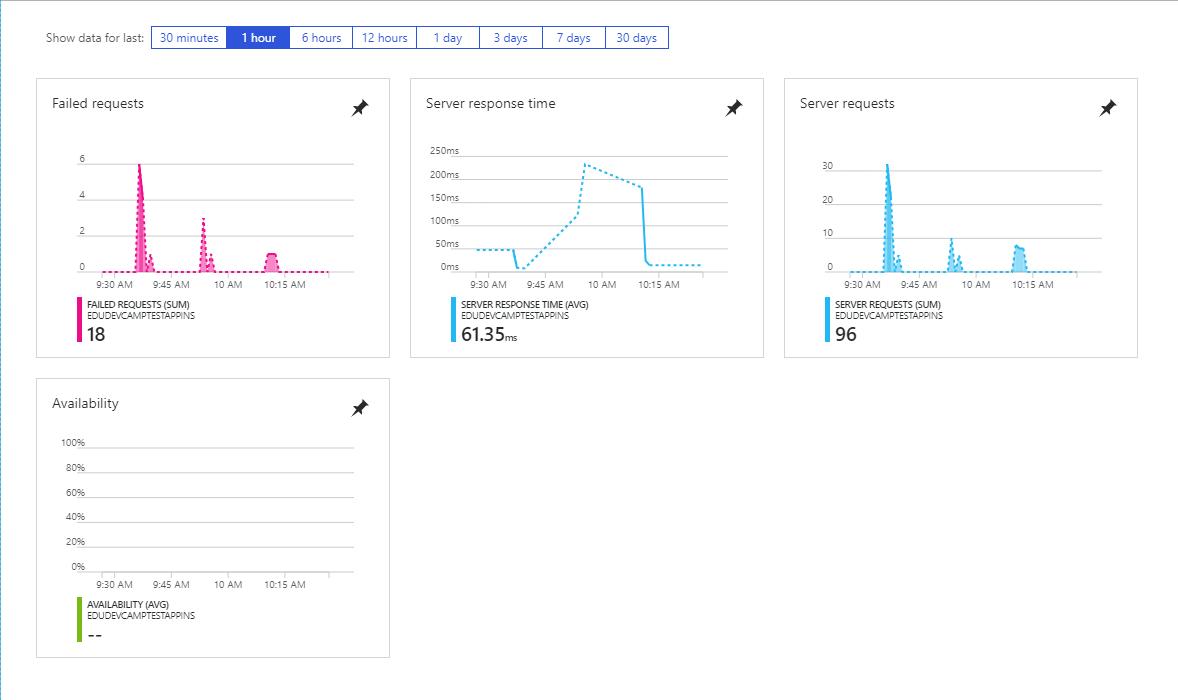 Show data for last: 30 minutes 1 hour 6 hours 12 hours 1 day 3 days 7 days 30 days
Failed requests
6
4
2
0
9:30 AM 9:45 AM 10 AM 10:15 AM
FAILED REQUESTS (SUM)
EDUDEVCAMPTESTAPPINS
18
Server response time
250ms
200ms
150ms
100ms
50ms
0ms
9:30 AM 9:45 AM 10 AM 10:15 AM
SERVER RESPONSE TIME (AVG)
EDUDEVCAMPTESTAPPINS
61.35ms
Server requests
30
20
10
0
9:30 AM 9:45 AM 10 AM 10:15 AM
SERVER REQUESTS (SUM)
EDUDEVCAMPTESTAPPINS
96
Availability
100%
80%
60%
40%
20%
0%
9:30 AM 9:45 AM 10 AM 10:15 AM
AVAILABILITY (AVG)
EDUDEVCAMPTESTAPPINS
--